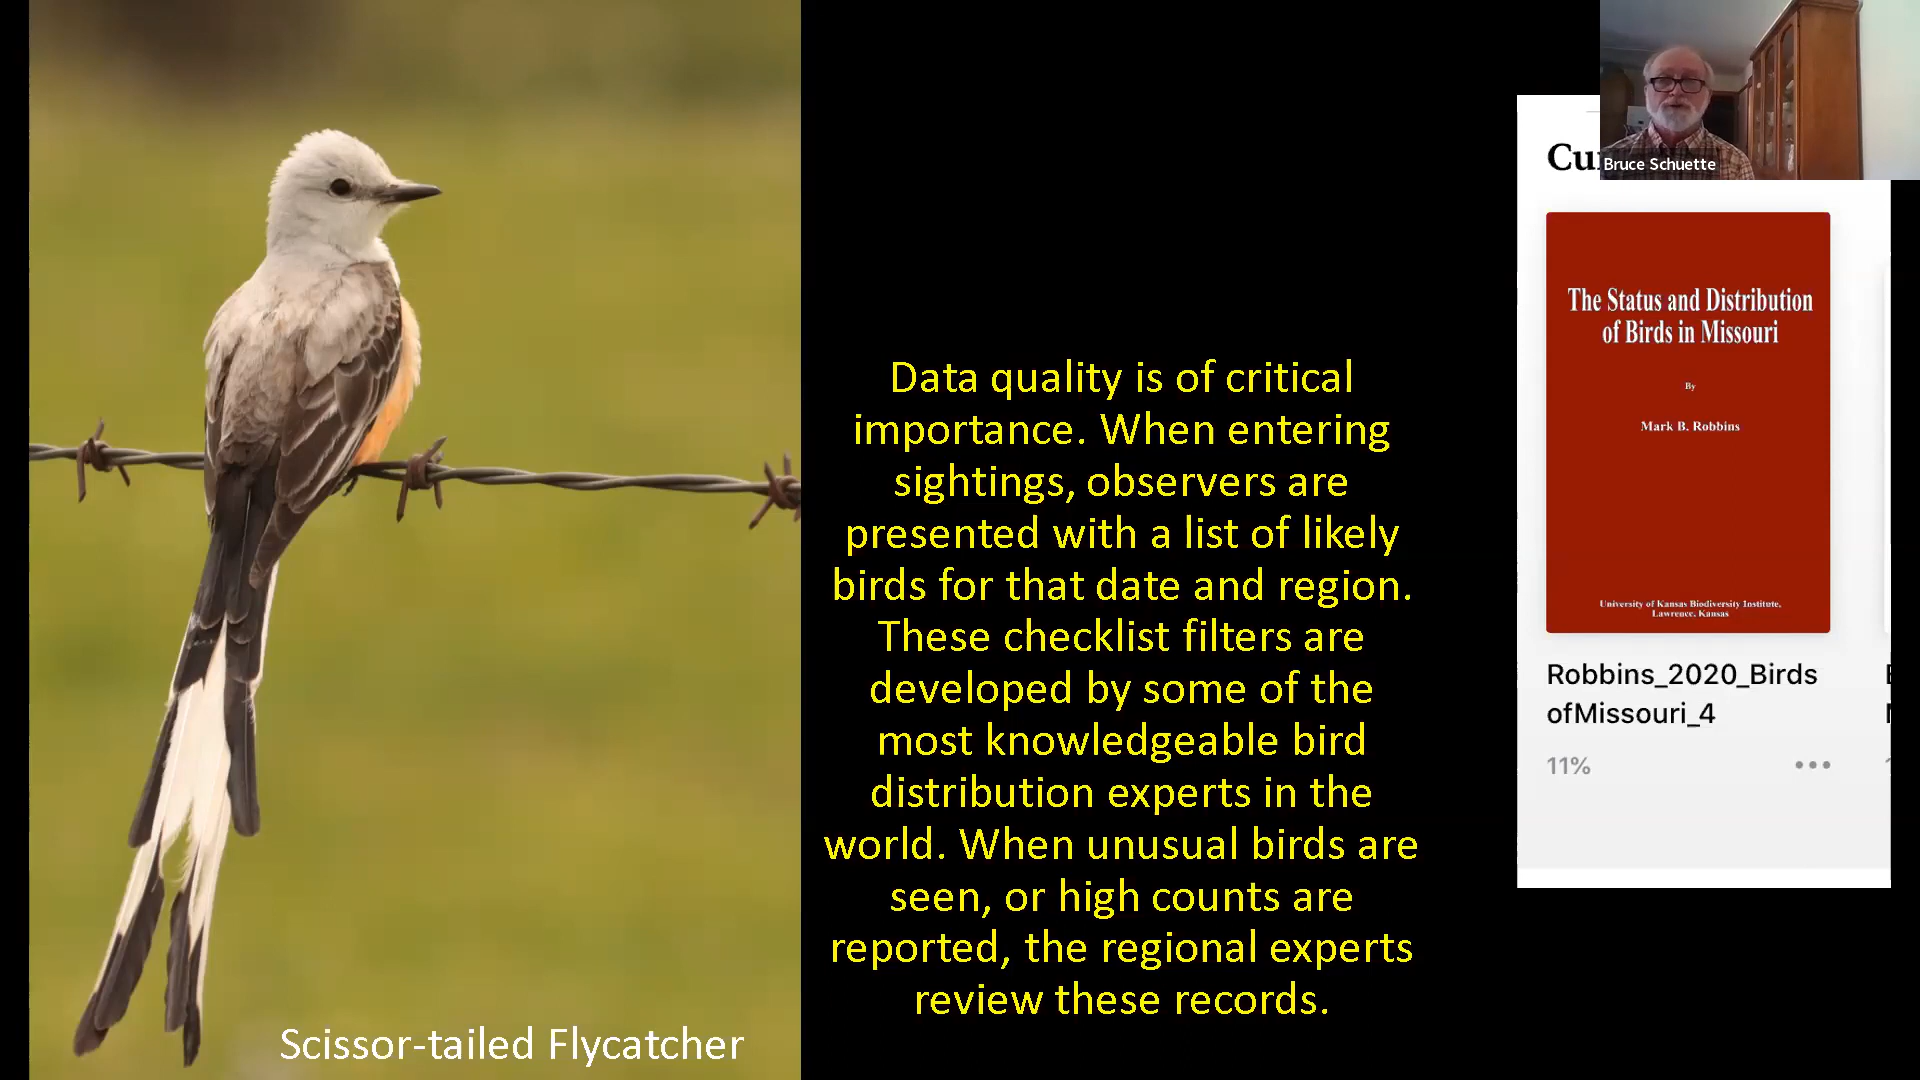 Scissor-tailed Flycatcher
Data quality is of critical
importance. When entering
sightings, observers are
presented with a list of likely
birds for that date and region.
These checklist filters are
developed by some of the
most knowledgeable bird
distribution experts in the
world. When unusual birds are
seen, or high counts are
reported, the regional experts
review these records.
Bruce Schuette
The Status and Distribution
of Birds in Missouri
By
Mark B. Robbins
University of Kansas Biodiversity Institute,
Lawrence, Kansas
Robbins_2020_Birds
ofMissouri_4
11%